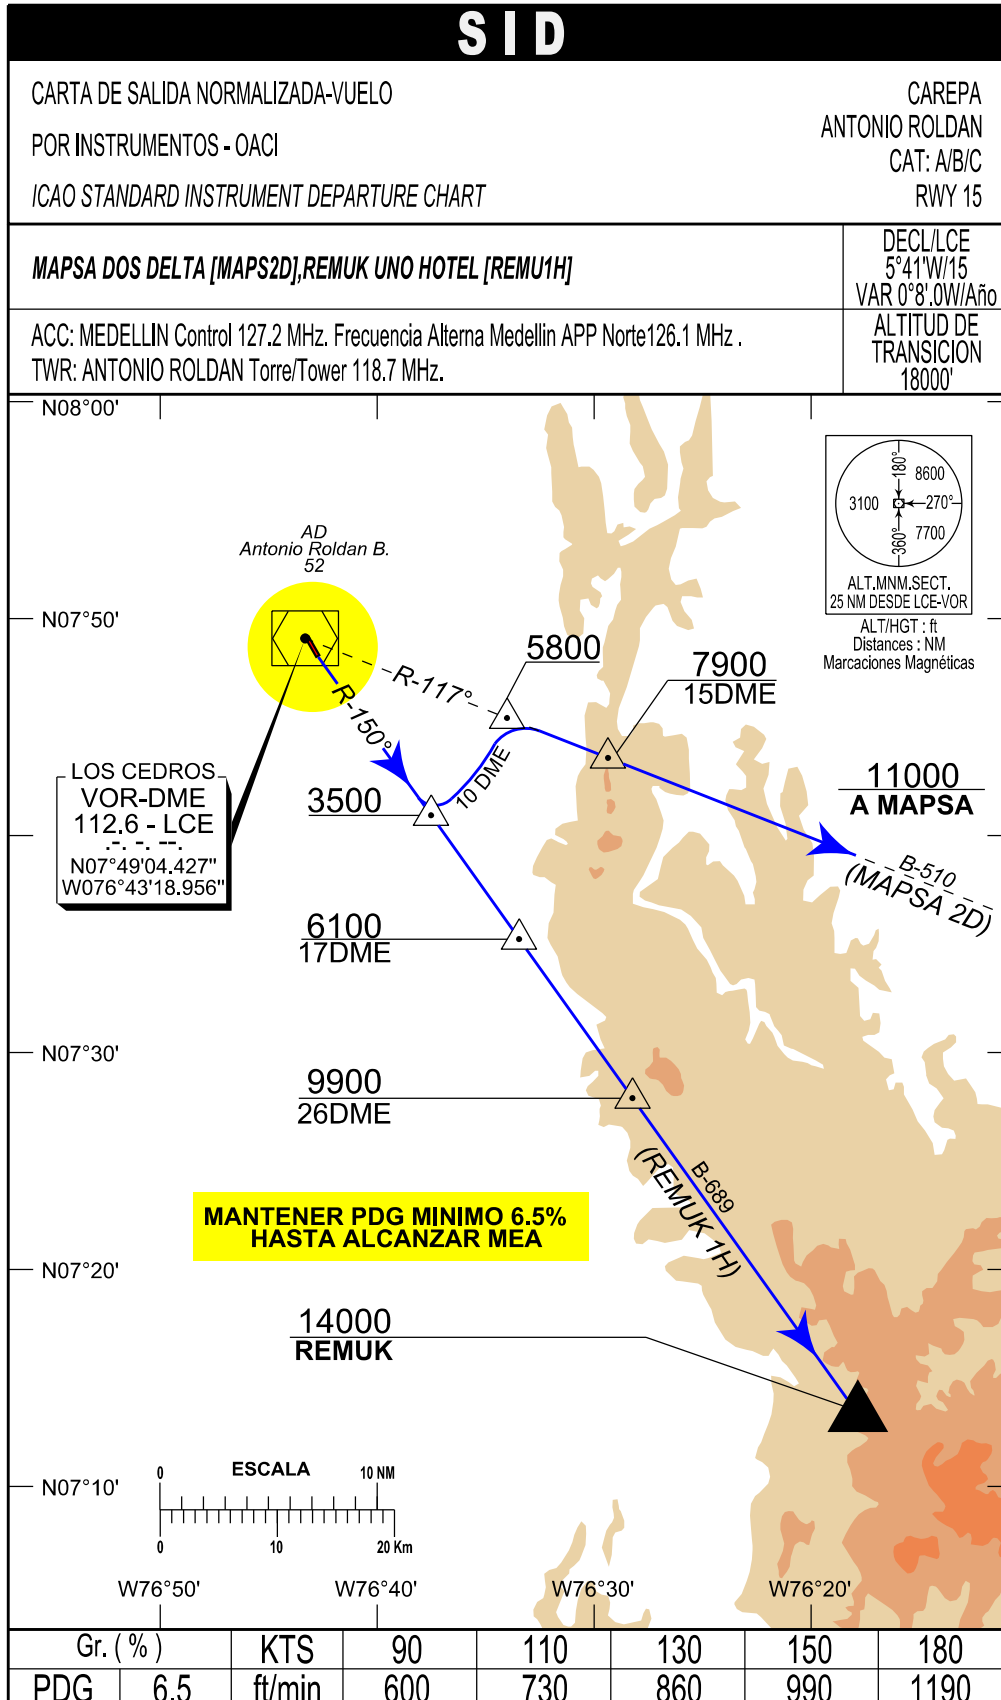 SID
CARTA DE SALIDA NORMALIZADA-VUELO
POR INSTRUMENTOS - OACI
ICAO STANDARD INSTRUMENT DEPARTURE CHART
CAREPA
ANTONIO ROLDAN
CAT: A/B/C
RWY 15
MAPSA DOS DELTA [MAPS2D],REMUK UNO HOTEL [REMU1H]
DECL/LCE
5°41'W/15
VAR 0°8'.0W/Año
ACC: MEDELLIN Control 127.2 MHz. Frecuencia Alterna Medellin APP Norte126.1 MHz .
TWR: ANTONIO ROLDAN Torre/Tower 118.7 MHz.
ALTITUD DE
TRANSICION
18000'
N08°00'
180°
8600
3100
270°
360°
7700
ALT.MNM.SECT.
25 NM DESDE LCE-VOR
ALT/HGT : ft
Distances : NM
Marcaciones Magnéticas
AD
Antonio Roldan B.
52
N07°50'
5800
R-117°
7900
15DME
R-150°
10 DME
LOS CEDROS
VOR-DME
112.6 - LCE
.-.. -.-. .
N07°49'04.427"
W076°43'18.956"
3500
11000
A MAPSA
B-510
(MAPSA 2D)
6100
17DME
N07°30'
9900
26DME
B-689
(REMUK 1H)
MANTENER PDG MINIMO 6.5%
HASTA ALCANZAR MEA
N07°20'
14000
REMUK
0 ESCALA 10 NM
0 10 20 Km
N07°10'
W76°50' W76°40' W76°30' W76°20'
Gr. ( % ) KTS 90 110 130 150 180
PDG 6.5 ft/min 600 730 860 990 1190